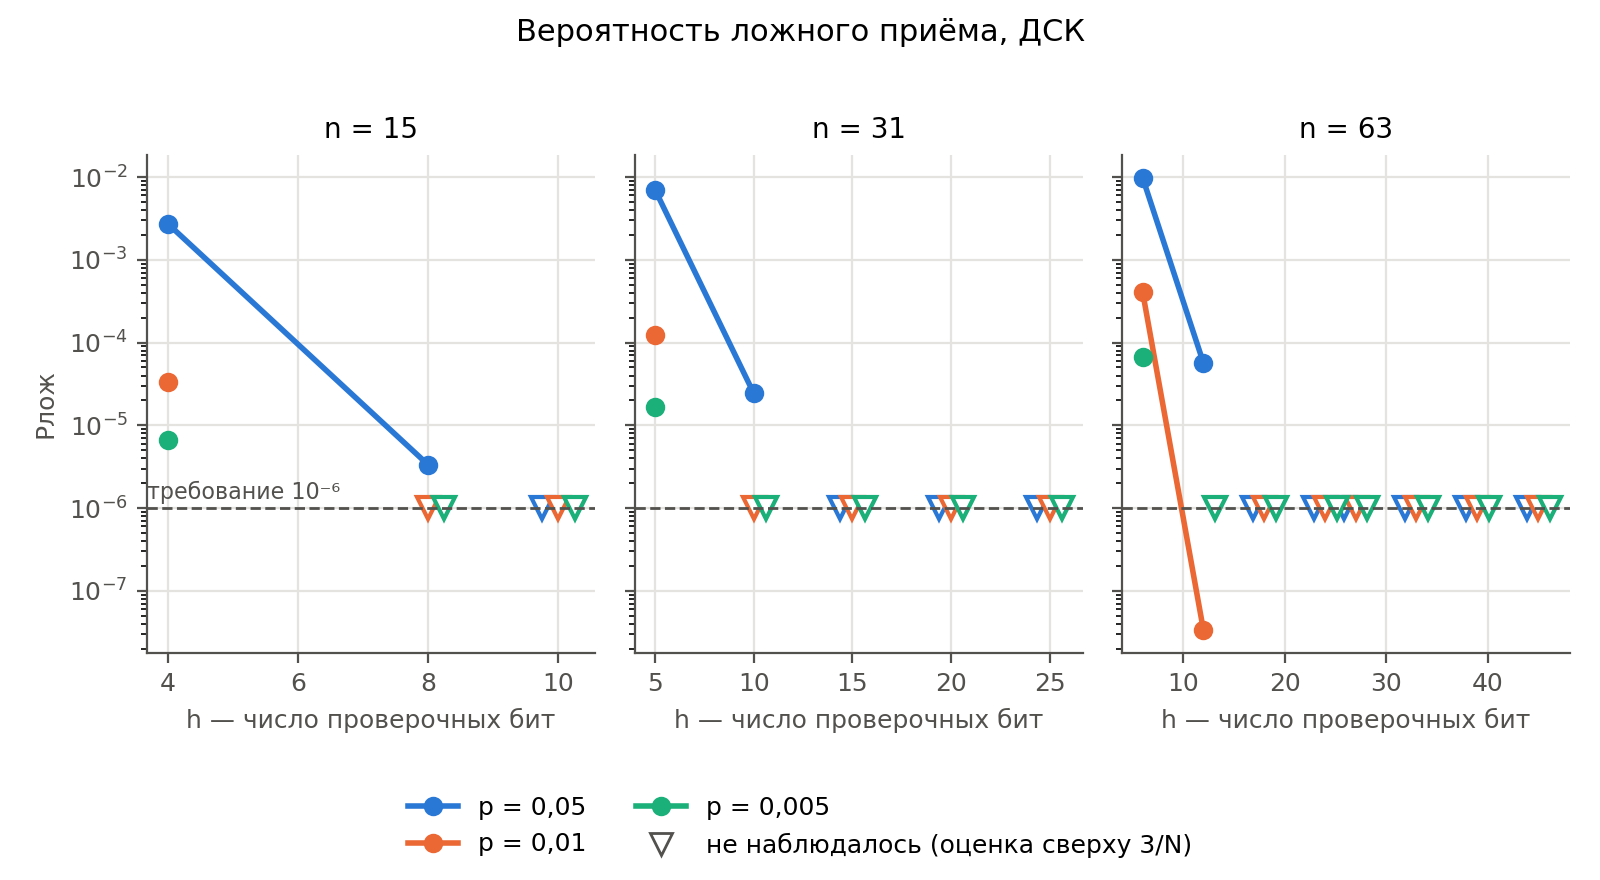 Вероятность ложного приёма, ДСК
n = 15
n = 31
n = 63
10⁻²
10⁻³
10⁻⁴
10⁻⁵
10⁻⁶
10⁻⁷
Pлож
требование 10⁻⁶
4 6 8 10
5 10 15 20 25
10 20 30 40
h — число проверочных бит
h — число проверочных бит
h — число проверочных бит
p = 0,05
p = 0,01
p = 0,005
не наблюдалось (оценка сверху 3/N)